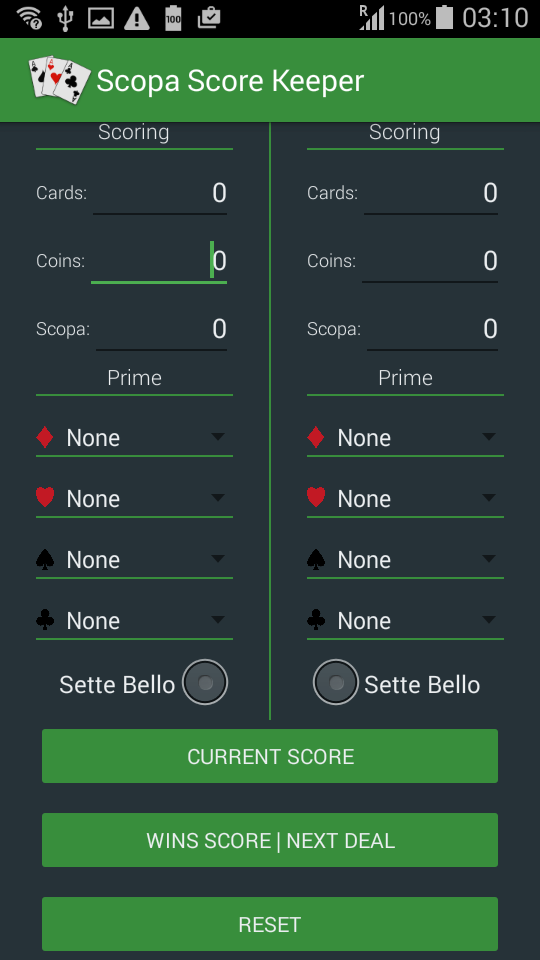 R 100% 03:10
100
Scopa Score Keeper
Scoring Scoring
Cards: 0 Cards: 0
Coins: 0 Coins: 0
Scopa: 0 Scopa: 0
Prime Prime
None None
None None
None None
None None
Sette Bello Sette Bello
CURRENT SCORE
WINS SCORE | NEXT DEAL
RESET